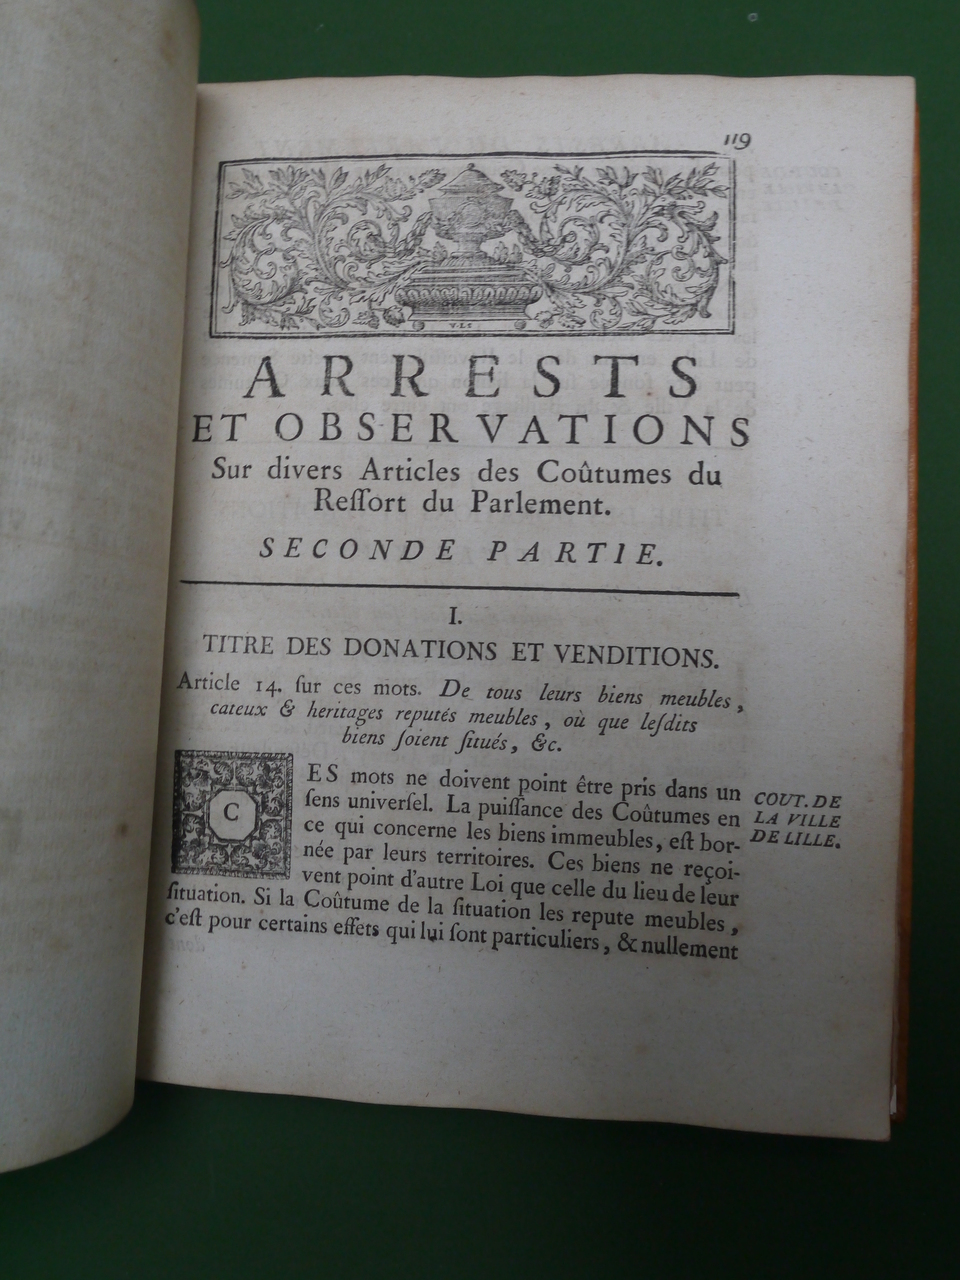 119
V·LS
ARRESTS
ET OBSERVATIONS
Sur divers Articles des Coûtumes du
Reſſort du Parlement.
SECONDE PARTIE.
I.
TITRE DES DONATIONS ET VENDITIONS.
Article 14. ſur ces mots. De tous leurs biens meubles,
cateux & heritages reputés meubles, où que leſdits
biens ſoient ſitués, &c.
CES mots ne doivent point être pris dans un
ſens univerſel. La puiſſance des Coûtumes en
ce qui concerne les biens immeubles, eſt bor-
née par leurs territoires. Ces biens ne reçoi-
vent point d'autre Loi que celle du lieu de leur
ſituation. Si la Coûtume de la ſituation les repute meubles,
c'eſt pour certains effets qui lui ſont particuliers, & nullement
COUT. DE
LA VILLE
DE LILLE.